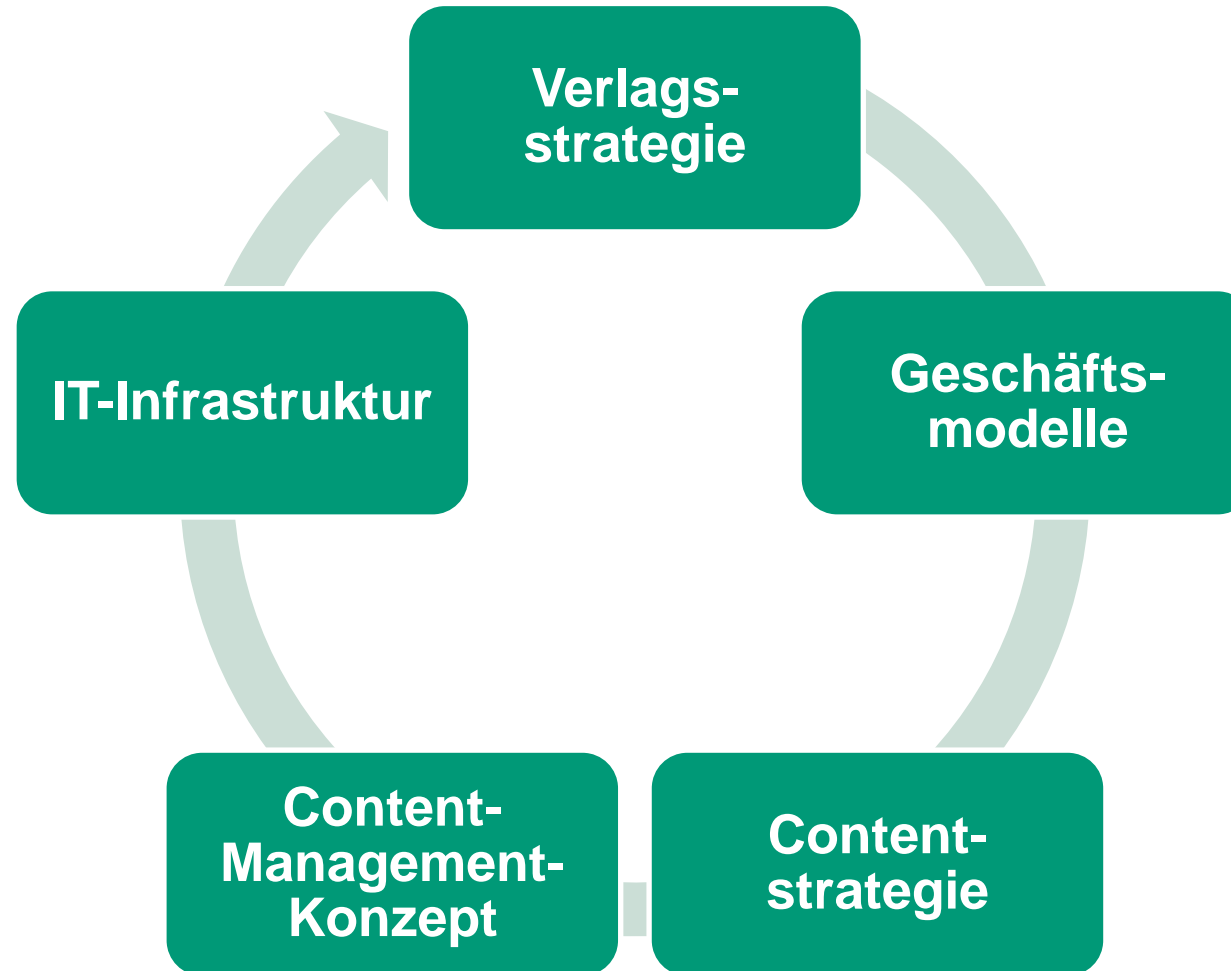 Verlags-
strategie
Geschäfts-
modelle
Content-
strategie
Content-
Management-
Konzept
IT-Infrastruktur